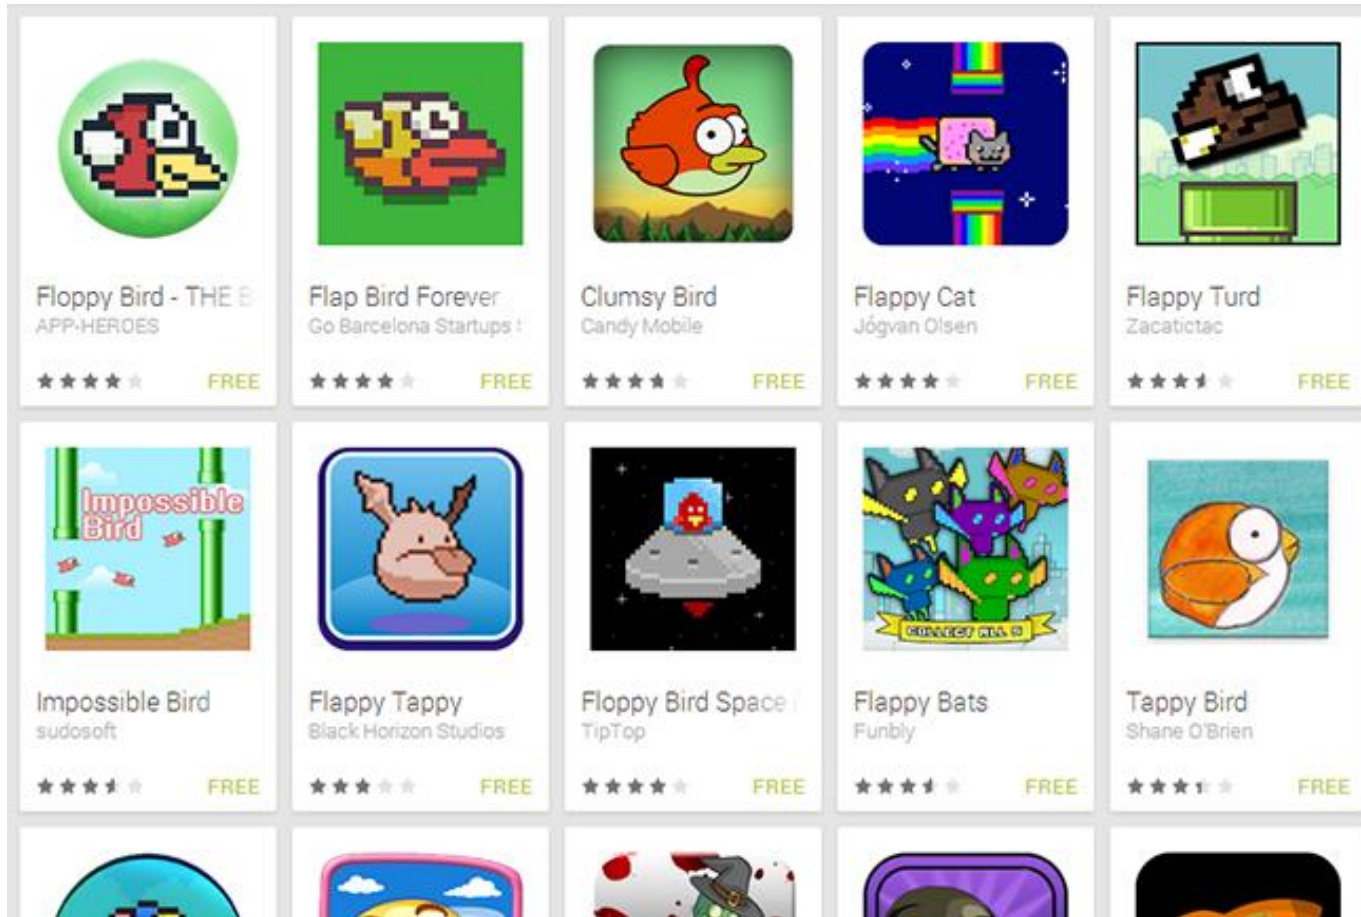 Floppy Bird - THE B
APP-HEROES
FREE
Flap Bird Forever
Go Barcelona Startups
FREE
Clumsy Bird
Candy Mobile
FREE
Flappy Cat
Jógvan Olsen
FREE
Flappy Turd
Zacatictac
FREE
Impossible
Bird
Impossible Bird
sudosoft
FREE
Flappy Tappy
Black Horizon Studios
FREE
Floppy Bird Space
TipTop
FREE
COLLECT ALL 5
Flappy Bats
Funbly
FREE
Tappy Bird
Shane O'Brien
FREE